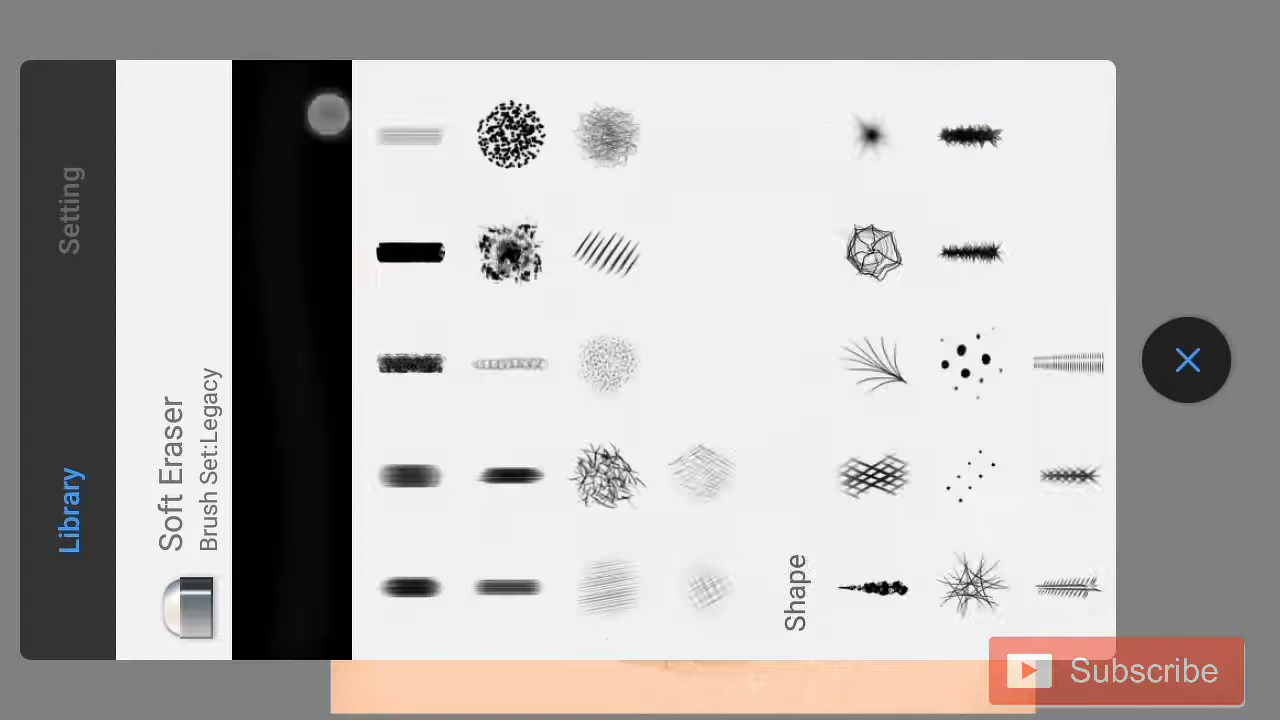 Library
Setting
Soft Eraser
Brush Set:Legacy
Shape
Subscribe